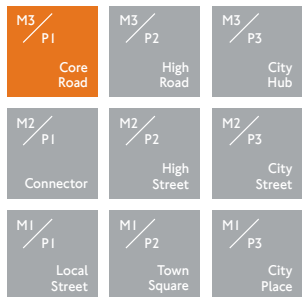 M3/P1
Core
Road
M3/P2
High
Road
M3/P3
City
Hub
M2/P1
Connector
M2/P2
High
Street
M2/P3
City
Street
M1/P1
Local
Street
M1/P2
Town
Square
M1/P3
City
Place